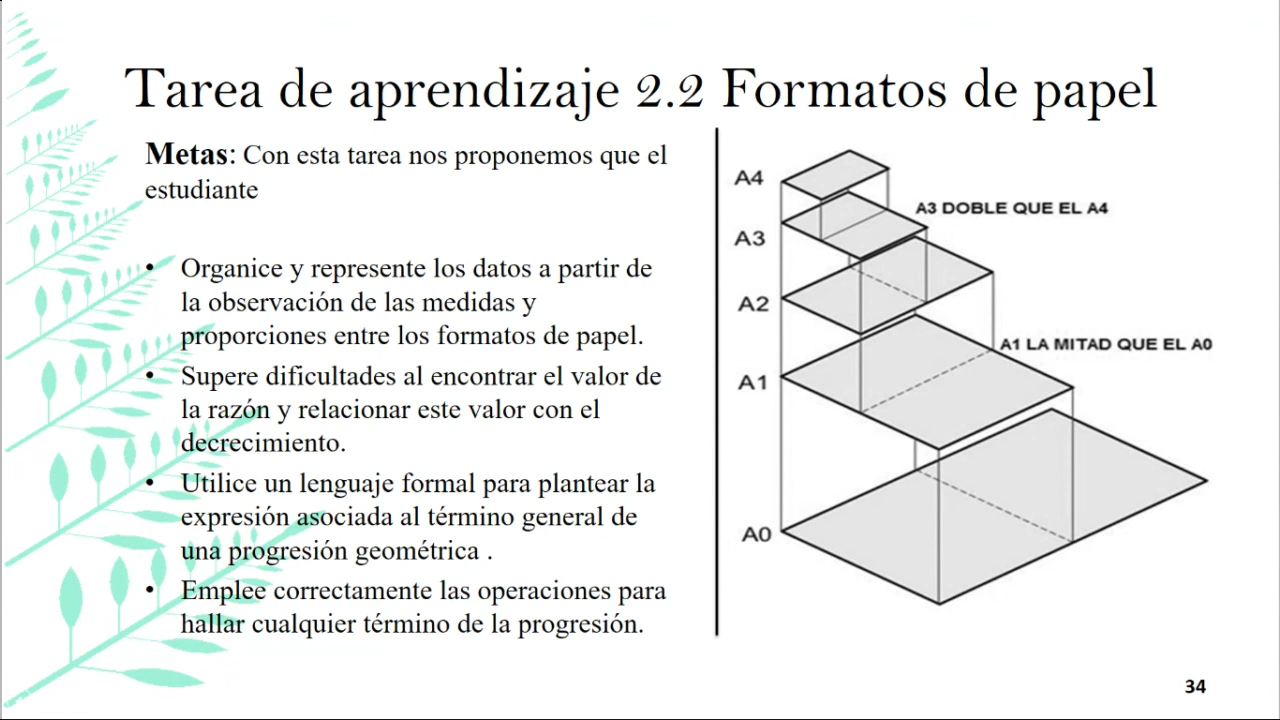 Tarea de aprendizaje 2.2 Formatos de papel
Metas: Con esta tarea nos proponemos que el
estudiante
• Organice y represente los datos a partir de
la observación de las medidas y
proporciones entre los formatos de papel.
• Supere dificultades al encontrar el valor de
la razón y relacionar este valor con el
decrecimiento.
• Utilice un lenguaje formal para plantear la
expresión asociada al término general de
una progresión geométrica .
• Emplee correctamente las operaciones para
hallar cualquier término de la progresión.
A4
A3 DOBLE QUE EL A4
A3
A2
A1 LA MITAD QUE EL A0
A1
A0
34